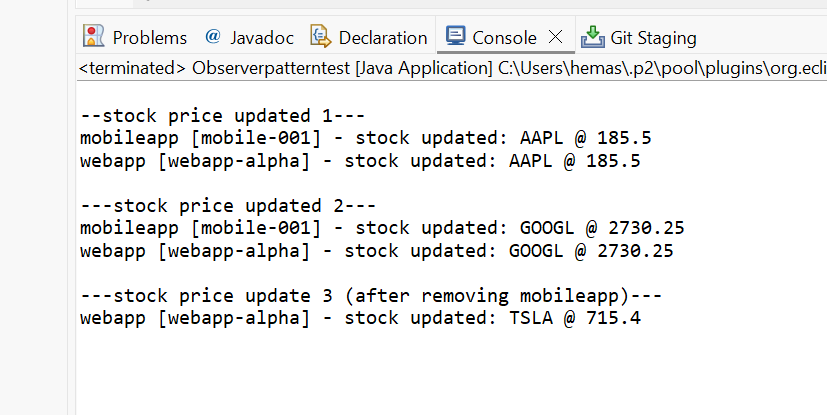 Problems @ Javadoc Declaration Console Git Staging
<terminated> Observerpatterntest [Java Application] C:\Users\hemas\.p2\pool\plugins\org.ecli
--stock price updated 1---
mobileapp [mobile-001] - stock updated: AAPL @ 185.5
webapp [webapp-alpha] - stock updated: AAPL @ 185.5
---stock price updated 2---
mobileapp [mobile-001] - stock updated: GOOGL @ 2730.25
webapp [webapp-alpha] - stock updated: GOOGL @ 2730.25
---stock price update 3 (after removing mobileapp)---
webapp [webapp-alpha] - stock updated: TSLA @ 715.4